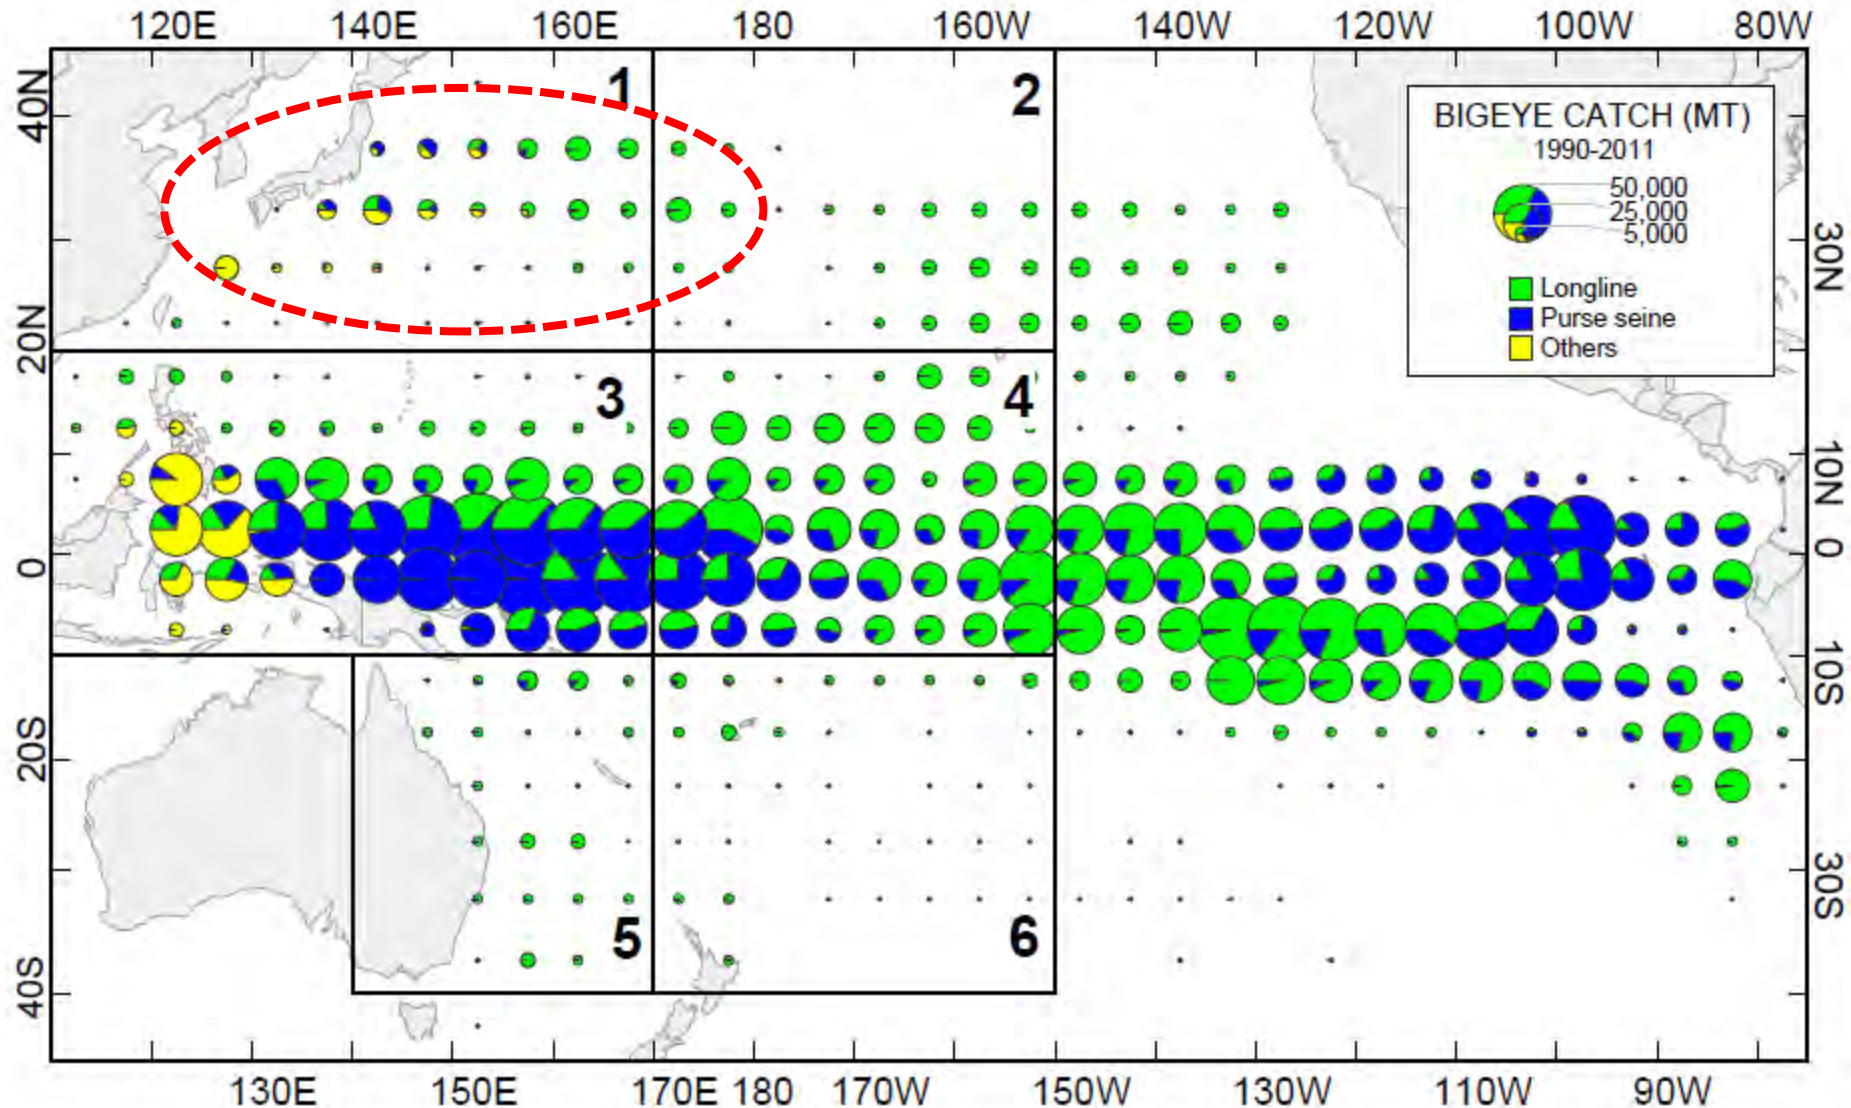 120E 140E 160E 180 160W 140W 120W 100W 80W
1 2
BIGEYE CATCH (MT)
1990-2011
50,000
25,000
5,000
Longline
Purse seine
Others
40N
20N
30N
3 4
10N
0
0
10S
20S
30S
5 6
40S
130E 150E 170E 180 170W 150W 130W 110W 90W